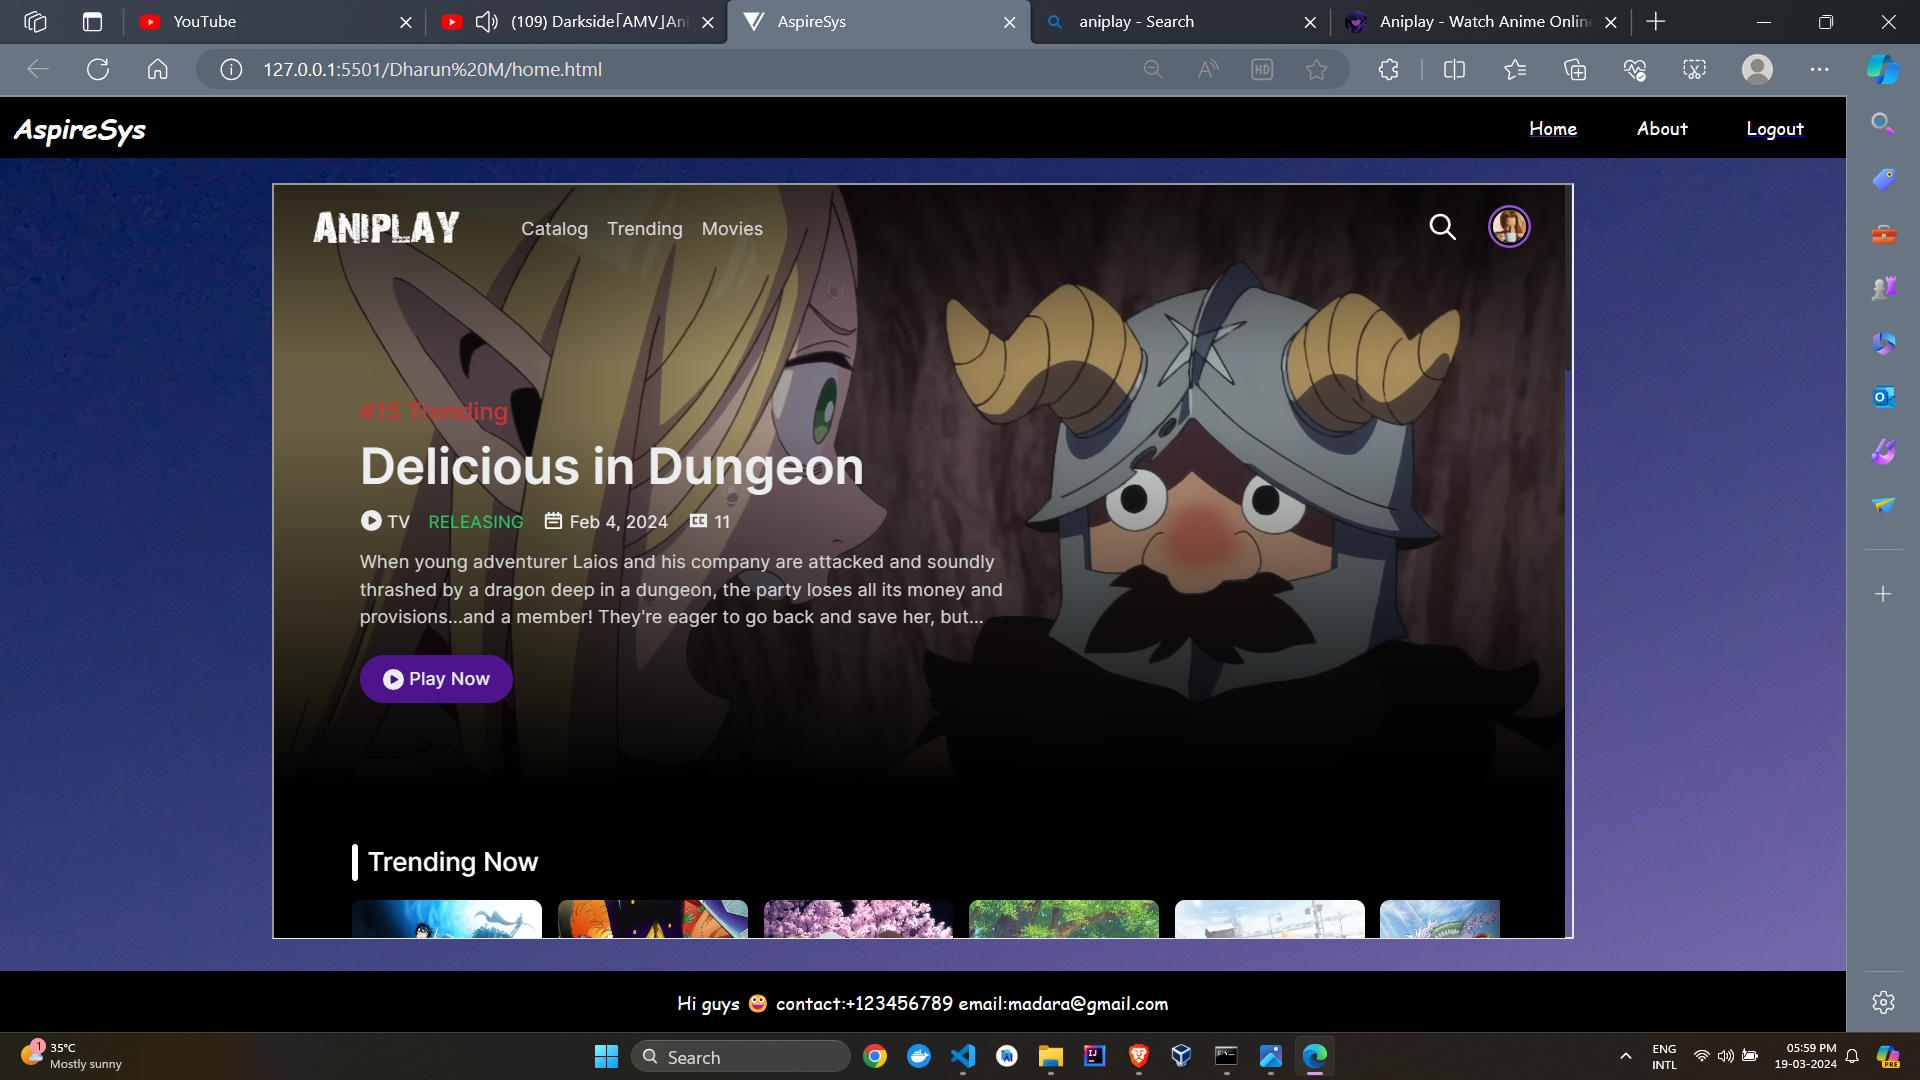 YouTube
(109) Darkside「AMV」Ani
AspireSys
aniplay - Search
Aniplay - Watch Anime Online
127.0.0.1:5501/Dharun%20M/home.html
HD
AspireSys
Home
About
Logout
ANIPLAY
Catalog
Trending
Movies
#15 Trending
Delicious in Dungeon
TV
RELEASING
Feb 4, 2024
CC 11
When young adventurer Laios and his company are attacked and soundly
thrashed by a dragon deep in a dungeon, the party loses all its money and
provisions...and a member! They're eager to go back and save her, but...
Play Now
Trending Now
Hi guys 😀 contact:+123456789 email:madara@gmail.com
1
35°C
Mostly sunny
Search
ENG
INTL
05:59 PM
19-03-2024
PRE